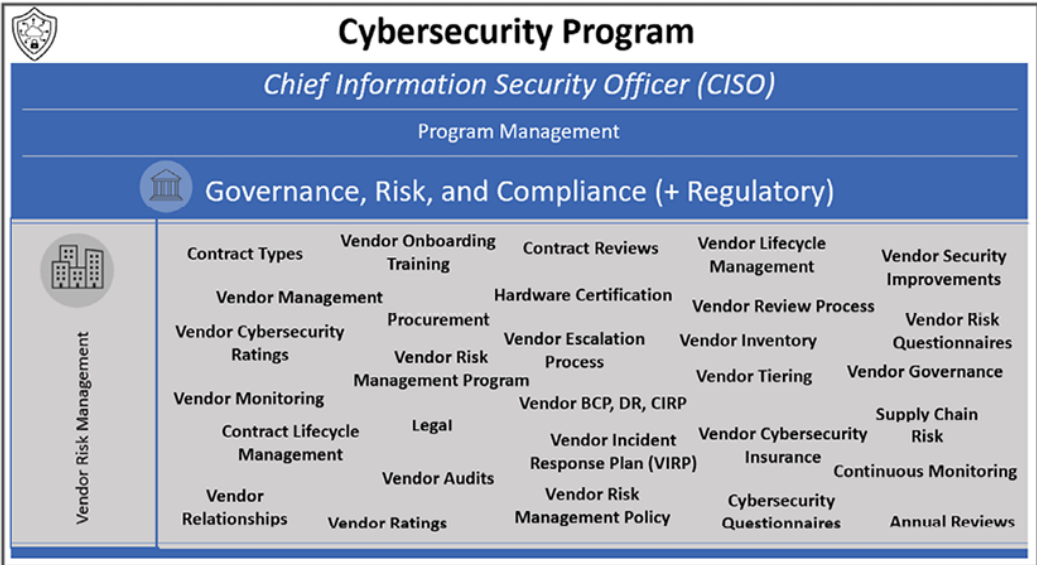 Cybersecurity Program
Chief Information Security Officer (CISO)
Program Management
Governance, Risk, and Compliance (+ Regulatory)
Vendor Risk Management
Contract Types
Vendor Onboarding
Training
Contract Reviews
Vendor Lifecycle
Management
Vendor Security
Improvements
Vendor Management
Hardware Certification
Vendor Review Process
Procurement
Vendor Risk
Questionnaires
Vendor Cybersecurity
Ratings
Vendor Escalation
Process
Vendor Inventory
Vendor Risk
Management Program
Vendor Tiering
Vendor Governance
Vendor Monitoring
Vendor BCP, DR, CIRP
Supply Chain
Risk
Contract Lifecycle
Management
Legal
Vendor Incident
Response Plan (VIRP)
Vendor Cybersecurity
Insurance
Continuous Monitoring
Vendor Audits
Vendor
Relationships
Vendor Ratings
Vendor Risk
Management Policy
Cybersecurity
Questionnaires
Annual Reviews